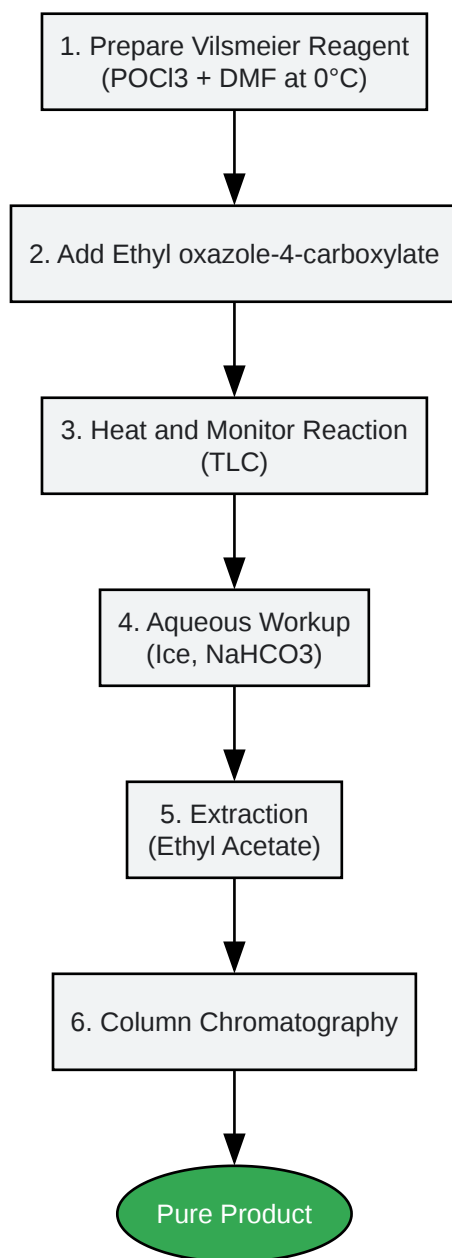 1. Prepare Vilsmeier Reagent
(POCl3 + DMF at 0°C)
2. Add Ethyl oxazole-4-carboxylate
3. Heat and Monitor Reaction
(TLC)
4. Aqueous Workup
(Ice, NaHCO3)
5. Extraction
(Ethyl Acetate)
6. Column Chromatography
Pure Product